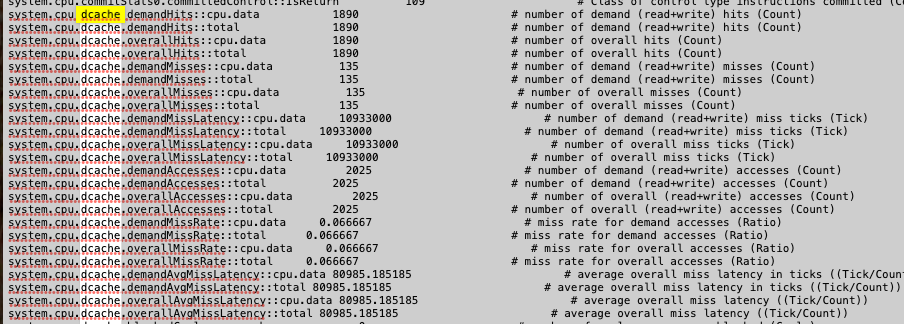 system.cpu.commitStats0.committedControl::IsReturn 109 # Class of control type instructions committed (C
system.cpu.dcache.demandHits::cpu.data 1890 # number of demand (read+write) hits (Count)
system.cpu.dcache.demandHits::total 1890 # number of demand (read+write) hits (Count)
system.cpu.dcache.overallHits::cpu.data 1890 # number of overall hits (Count)
system.cpu.dcache.overallHits::total 1890 # number of overall hits (Count)
system.cpu.dcache.demandMisses::cpu.data 135 # number of demand (read+write) misses (Count)
system.cpu.dcache.demandMisses::total 135 # number of demand (read+write) misses (Count)
system.cpu.dcache.overallMisses::cpu.data 135 # number of overall misses (Count)
system.cpu.dcache.overallMisses::total 135 # number of overall misses (Count)
system.cpu.dcache.demandMissLatency::cpu.data 10933000 # number of demand (read+write) miss ticks (Tick)
system.cpu.dcache.demandMissLatency::total 10933000 # number of demand (read+write) miss ticks (Tick)
system.cpu.dcache.overallMissLatency::cpu.data 10933000 # number of overall miss ticks (Tick)
system.cpu.dcache.overallMissLatency::total 10933000 # number of overall miss ticks (Tick)
system.cpu.dcache.demandAccesses::cpu.data 2025 # number of demand (read+write) accesses (Count)
system.cpu.dcache.demandAccesses::total 2025 # number of demand (read+write) accesses (Count)
system.cpu.dcache.overallAccesses::cpu.data 2025 # number of overall (read+write) accesses (Count)
system.cpu.dcache.overallAccesses::total 2025 # number of overall (read+write) accesses (Count)
system.cpu.dcache.demandMissRate::cpu.data 0.066667 # miss rate for demand accesses (Ratio)
system.cpu.dcache.demandMissRate::total 0.066667 # miss rate for demand accesses (Ratio)
system.cpu.dcache.overallMissRate::cpu.data 0.066667 # miss rate for overall accesses (Ratio)
system.cpu.dcache.overallMissRate::total 0.066667 # miss rate for overall accesses (Ratio)
system.cpu.dcache.demandAvgMissLatency::cpu.data 80985.185185 # average overall miss latency in ticks ((Tick/Count
system.cpu.dcache.demandAvgMissLatency::total 80985.185185 # average overall miss latency in ticks ((Tick/Count))
system.cpu.dcache.overallAvgMissLatency::cpu.data 80985.185185 # average overall miss latency ((Tick/Count))
system.cpu.dcache.overallAvgMissLatency::total 80985.185185 # average overall miss latency ((Tick/Count))